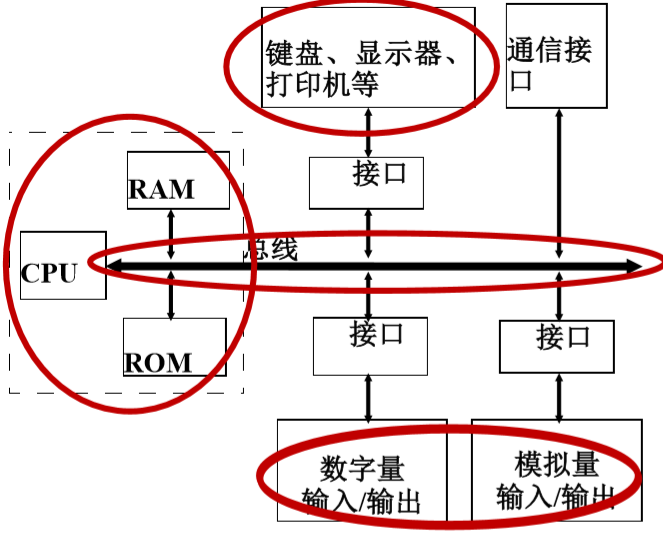 键盘、显示器、
打印机等
通信接
口
RAM
接口
总线
CPU
ROM
接口
接口
数字量
输入/输出
模拟量
输入/输出